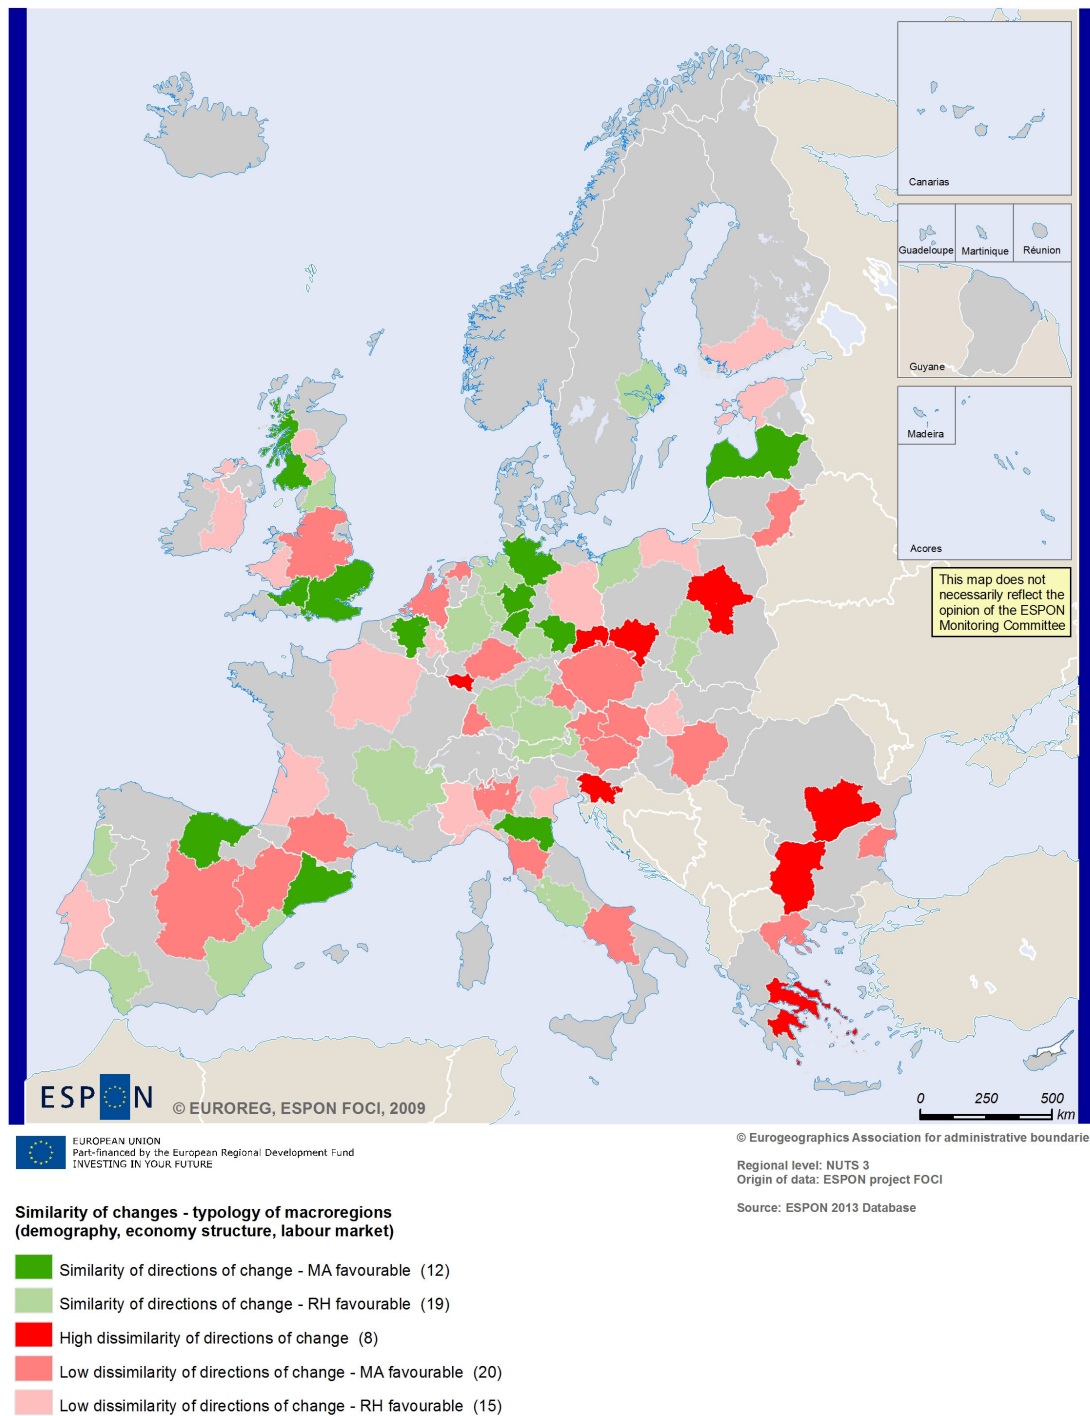 Canarias
Guadeloupe
Martinique
Réunion
Guyane
Madeira
Acores
This map does not
necessarily reflect the
opinion of the ESPON
Monitoring Committee
ESPON
© EUROREG, ESPON FOCI, 2009
0 250 500
km
EUROPEAN UNION
Part-financed by the European Regional Development Fund
INVESTING IN YOUR FUTURE
© Eurogeographics Association for administrative boundarie
Regional level: NUTS 3
Origin of data: ESPON project FOCI
Source: ESPON 2013 Database
Similarity of changes - typology of macroregions
(demography, economy structure, labour market)
Similarity of directions of change - MA favourable (12)
Similarity of directions of change - RH favourable (19)
High dissimilarity of directions of change (8)
Low dissimilarity of directions of change - MA favourable (20)
Low dissimilarity of directions of change - RH favourable (15)